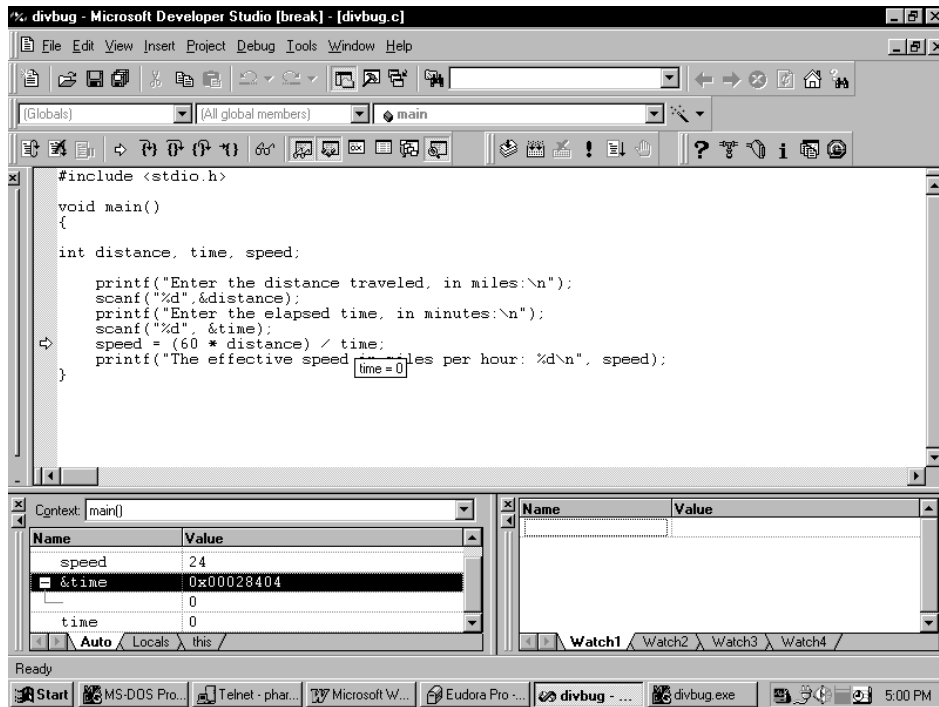 divbug - Microsoft Developer Studio [break] - [divbug.c]
File Edit View Insert Project Debug Tools Window Help
(Globals) (All global members) main
#include <stdio.h>
void main()
{
int distance, time, speed;
printf("Enter the distance traveled, in miles:\n");
scanf("%d",&distance);
printf("Enter the elapsed time, in minutes:\n");
scanf("%d", &time);
speed = (60 * distance) / time;
printf("The effective speed in miles per hour: %d\n", speed);
time = 0
}
Context: main()
Name Value
speed 24
&time 0x00028404
0
time 0
Auto Locals this
Name Value
Watch1 Watch2 Watch3 Watch4
Ready
Start MS-DOS Pro... Telnet - phar... Microsoft W... Eudora Pro -... divbug - ... divbug.exe 5:00 PM